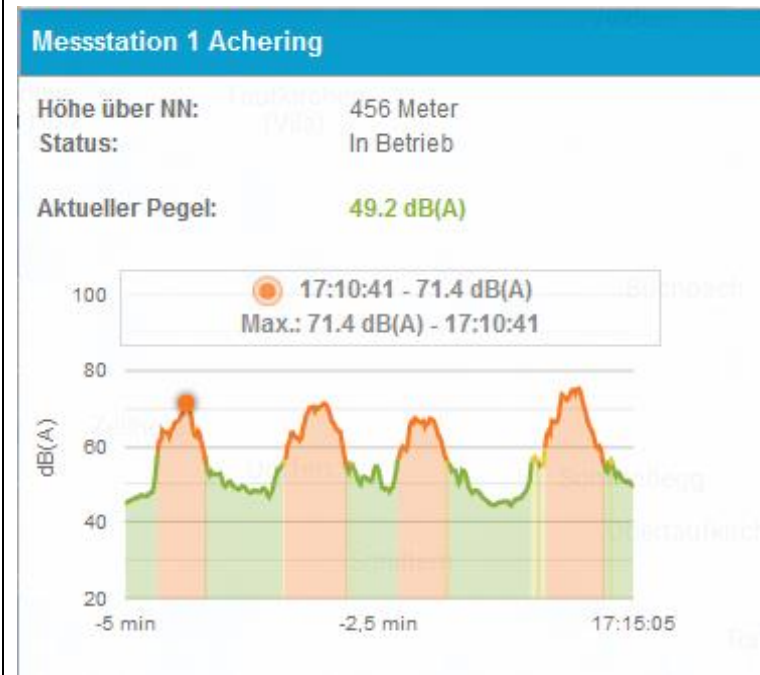 Messstation 1 Achering
Höhe über NN: 456 Meter
Status: In Betrieb
Aktueller Pegel: 49.2 dB(A)
17:10:41 - 71.4 dB(A)
Max.: 71.4 dB(A) - 17:10:41
100
80
60
40
20
dB(A)
-5 min -2,5 min 17:15:05